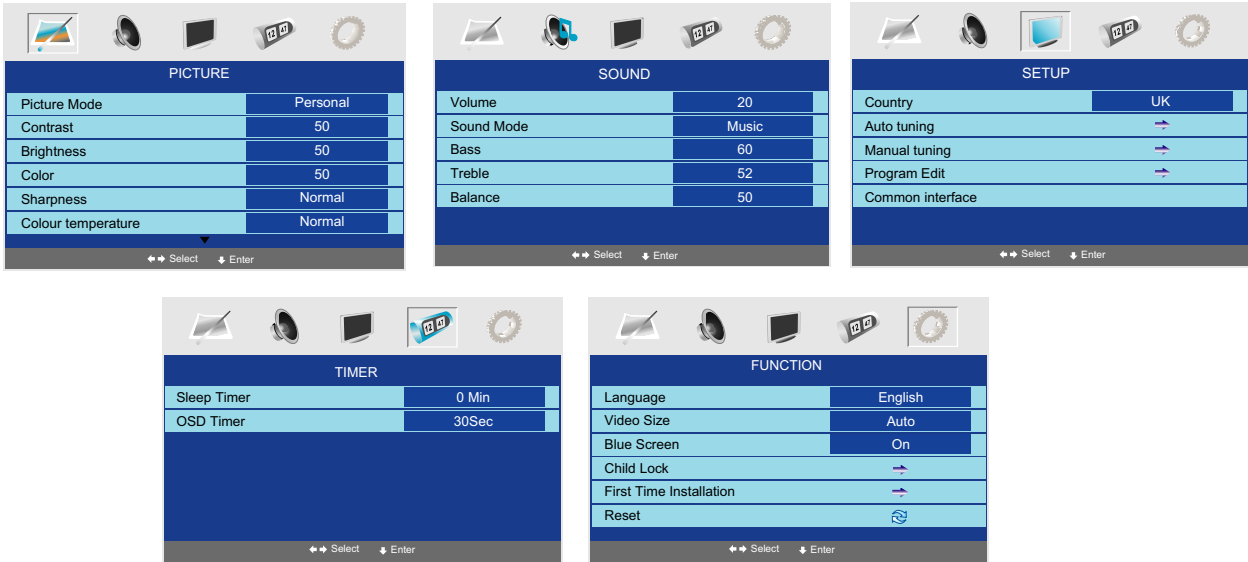 PICTURE
Picture Mode Personal
Contrast 50
Brightness 50
Color 50
Sharpness Normal
Colour temperature Normal
Select Enter
SOUND
Volume 20
Sound Mode Music
Bass 60
Treble 52
Balance 50
Select Enter
SETUP
Country UK
Auto tuning
Manual tuning
Program Edit
Common interface
Select Enter
12 47
TIMER
Sleep Timer 0 Min
OSD Timer 30Sec
Select Enter
FUNCTION
Language English
Video Size Auto
Blue Screen On
Child Lock
First Time Installation
Reset
Select Enter